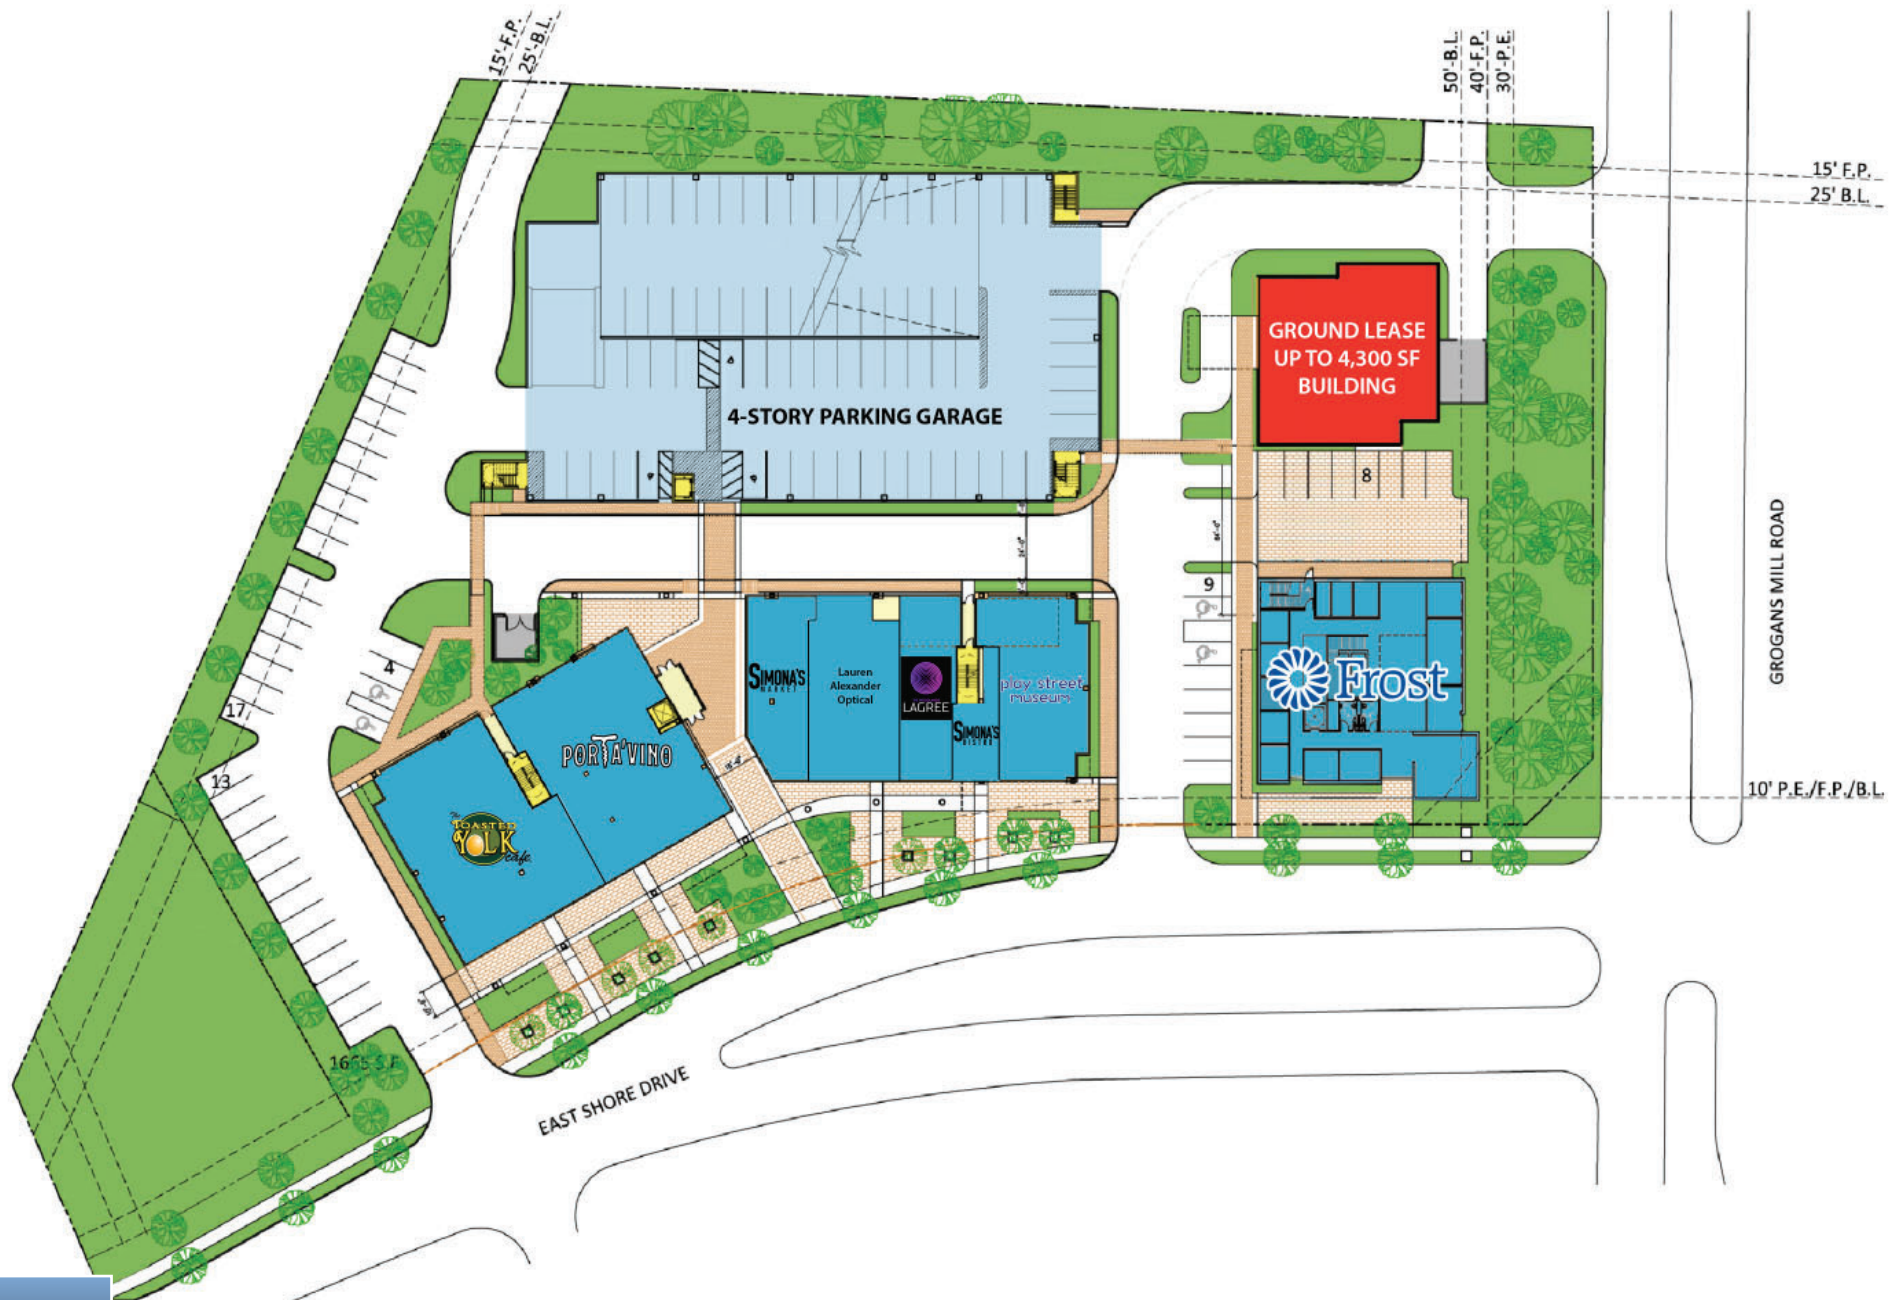 15'-F.P.
25'-B.L.
50'-B.L.
40'-F.P.
30'-P.E.
15' F.P.
25' B.L.
GROUND LEASE
UP TO 4,300 SF
BUILDING
4-STORY PARKING GARAGE
8
9
GROGANS MILL ROAD
4
17
13
SIMONA'S
MARKET
Lauren
Alexander
Optical
LAGREE
SIMONA'S
BISTRO
play street
museum
Frost
PORTA'VINO
The
TOASTED
YOLK
Cafe
10' P.E./F.P./B.L.
1665 S.F.
EAST SHORE DRIVE